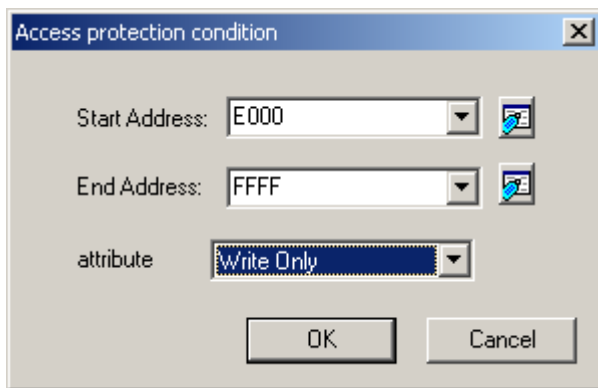 Access protection condition
Start Address: E000
End Address: FFFF
attribute Write Only
OK Cancel